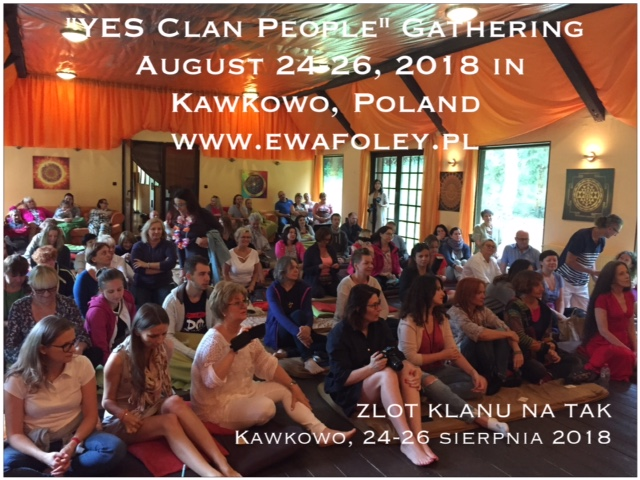 "YES Clan People" Gathering
August 24-26, 2018 in
Kawkowo, Poland
www.ewafoley.pl
ZLOT KLANU NA TAK
Kawkowo, 24-26 sierpnia 2018